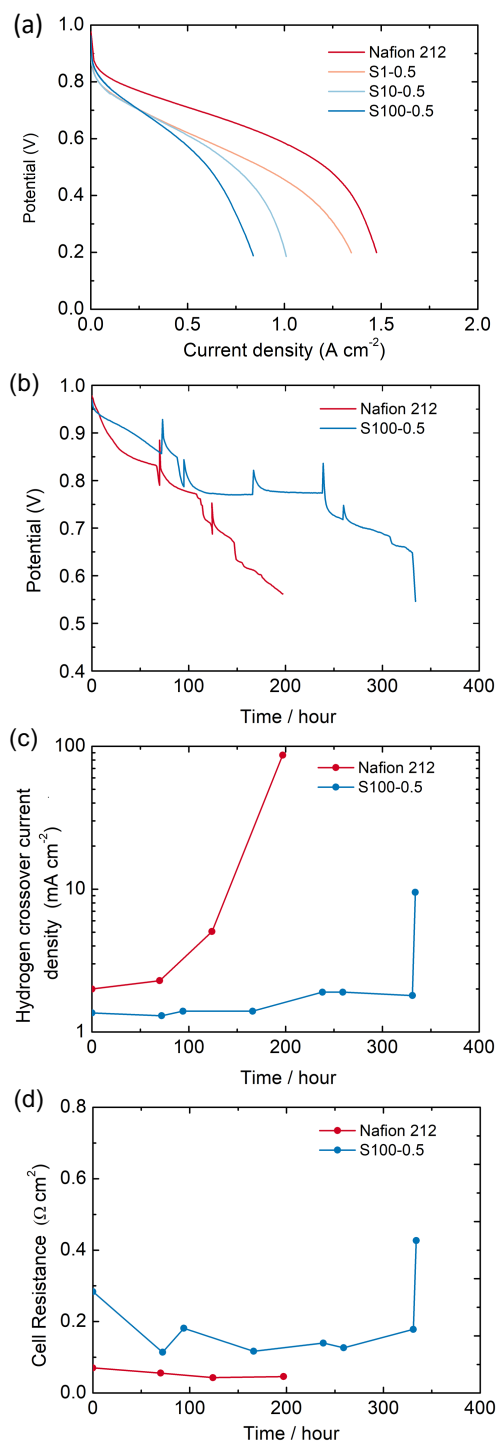 (a)
1.0
0.8
0.6
0.4
0.2
0.0
Potential (V)
Nafion 212
S1-0.5
S10-0.5
S100-0.5
0.0 0.5 1.0 1.5 2.0
Current density (A cm⁻²)
(b)
1.0
0.9
0.8
0.7
0.6
0.5
0.4
Potential (V)
Nafion 212
S100-0.5
0 100 200 300 400
Time / hour
(c)
100
10
1
Hydrogen crossover current
density (mA cm⁻²)
Nafion 212
S100-0.5
0 100 200 300 400
Time / hour
(d)
0.8
0.6
0.4
0.2
0.0
Cell Resistance (Ω cm²)
Nafion 212
S100-0.5
0 100 200 300 400
Time / hour